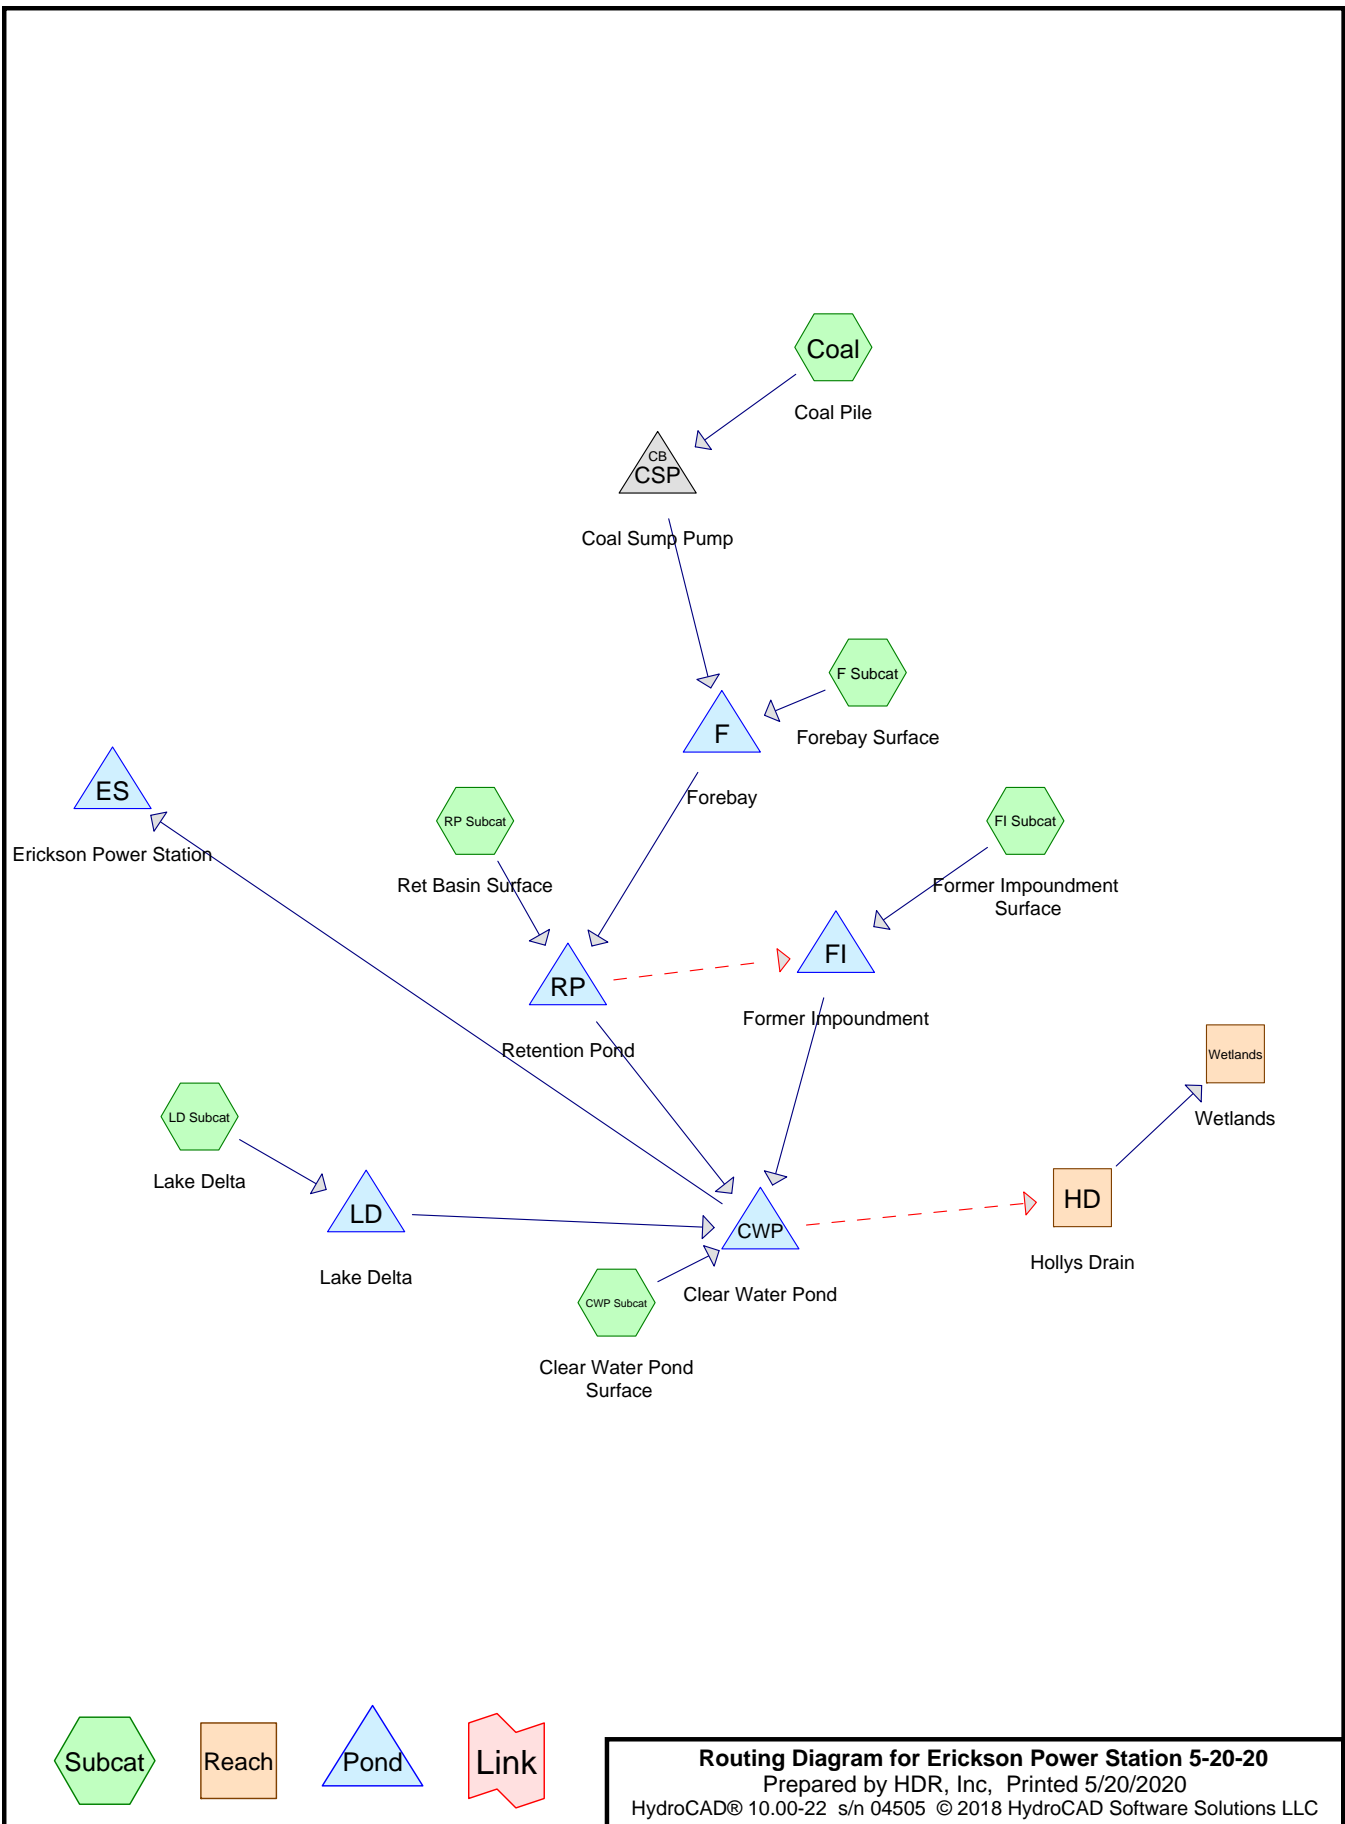 Coal
Coal Pile
CB
CSP
Coal Sump Pump
F Subcat
Forebay Surface
F
Forebay
ES
Erickson Power Station
RP Subcat
Ret Basin Surface
FI Subcat
Former Impoundment
Surface
FI
Former Impoundment
RP
Retention Pond
Wetlands
Wetlands
LD Subcat
Lake Delta
LD
Lake Delta
CWP
Clear Water Pond
HD
Hollys Drain
CWP Subcat
Clear Water Pond
Surface
Subcat
Reach
Pond
Link
Routing Diagram for Erickson Power Station 5-20-20
Prepared by HDR, Inc, Printed 5/20/2020
HydroCAD® 10.00-22 s/n 04505 © 2018 HydroCAD Software Solutions LLC